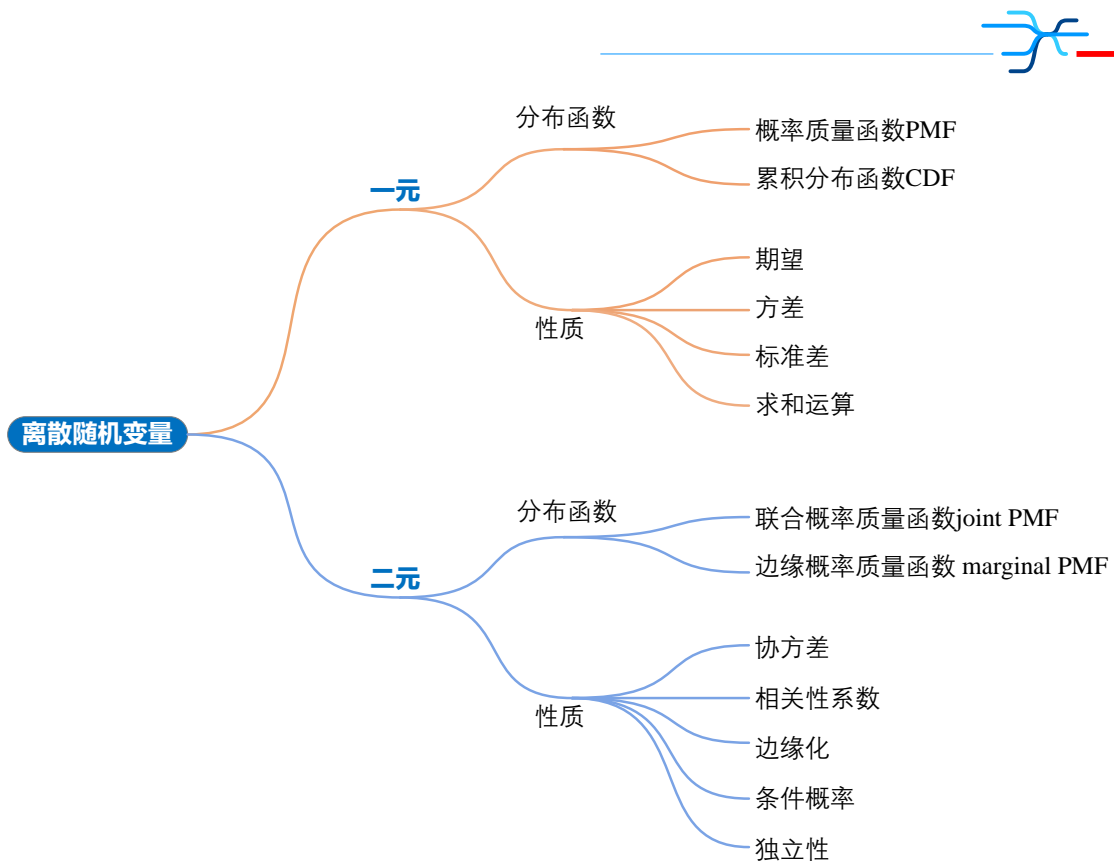 离散随机变量
一元
分布函数
概率质量函数PMF
累积分布函数CDF
性质
期望
方差
标准差
求和运算
二元
分布函数
联合概率质量函数joint PMF
边缘概率质量函数 marginal PMF
性质
协方差
相关性系数
边缘化
条件概率
独立性